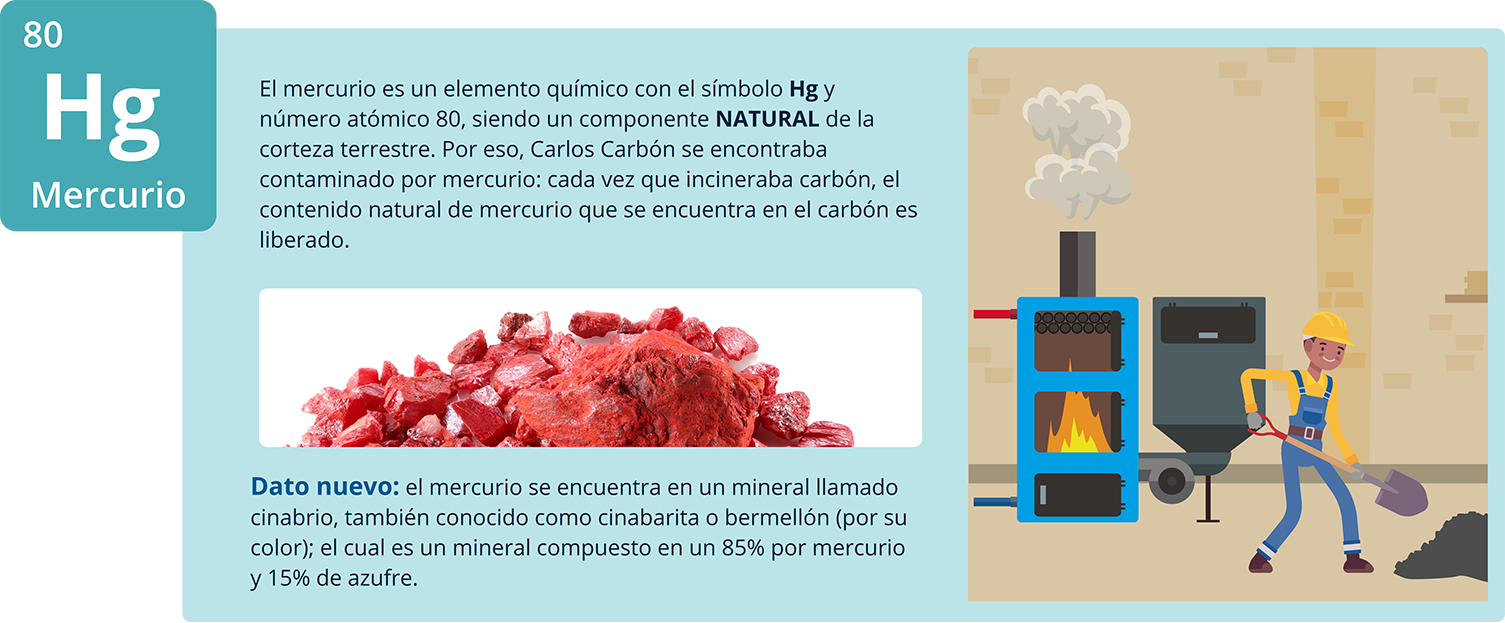 80
Hg
Mercurio
El mercurio es un elemento químico con el símbolo Hg y
número atómico 80, siendo un componente NATURAL de la
corteza terrestre. Por eso, Carlos Carbón se encontraba
contaminado por mercurio: cada vez que incineraba carbón, el
contenido natural de mercurio que se encuentra en el carbón es
liberado.
Dato nuevo: el mercurio se encuentra en un mineral llamado
cinabrio, también conocido como cinabarita o bermellón (por su
color); el cual es un mineral compuesto en un 85% por mercurio
y 15% de azufre.